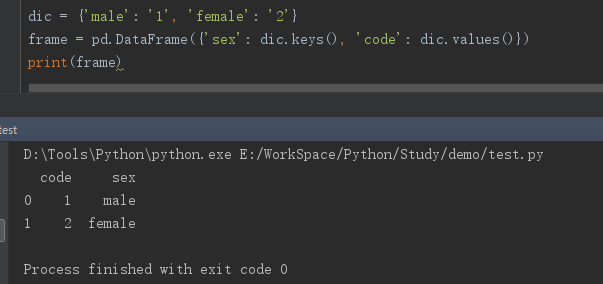 dic = {'male': '1', 'female': '2'}
frame = pd.DataFrame({'sex': dic.keys(), 'code': dic.values()})
print(frame)
test
D:\Tools\Python\python.exe E:/WorkSpace/Python/Study/demo/test.py
  code     sex
0    1    male
1    2  female
Process finished with exit code 0